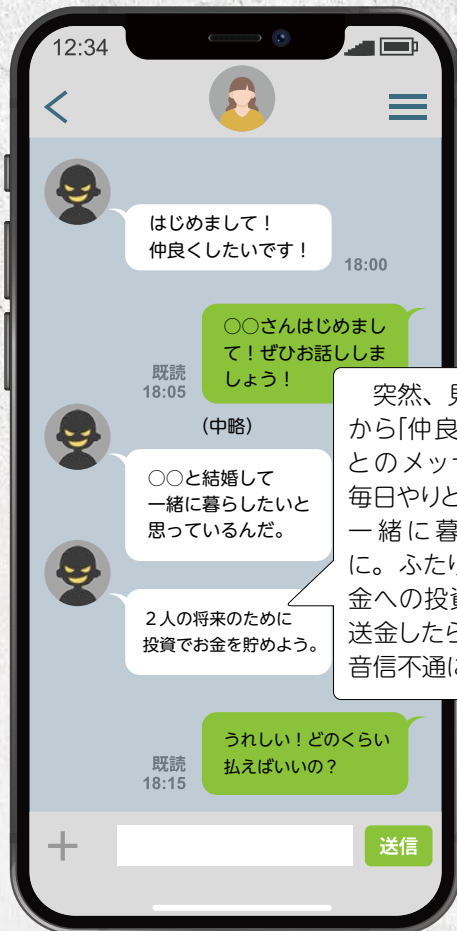 12:34
はじめまして！
仲良くしたいです！
18:00
○○さんはじめまし
て！ぜひお話ししま
しょう！
既読
18:05
（中略）
○○と結婚して
一緒に暮らしたいと
思っているんだ。
２人の将来のために
投資でお金を貯めよう。
突然、見
から「仲良
とのメッ
毎日やりと
一緒に暮
に。ふたり
金への投資
送金したら
音信不通に
うれしい！どのくらい
払えばいいの？
既読
18:15
送信